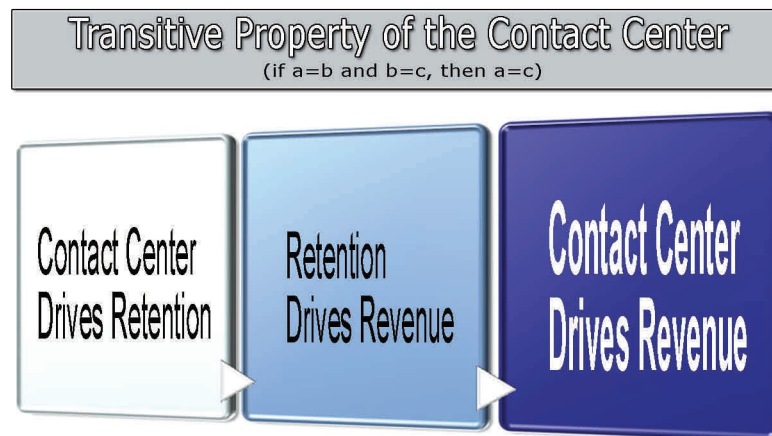 Transitive Property of the Contact Center
(if a=b and b=c, then a=c)
Contact Center
Drives Retention
Retention
Drives Revenue
Contact Center
Drives Revenue